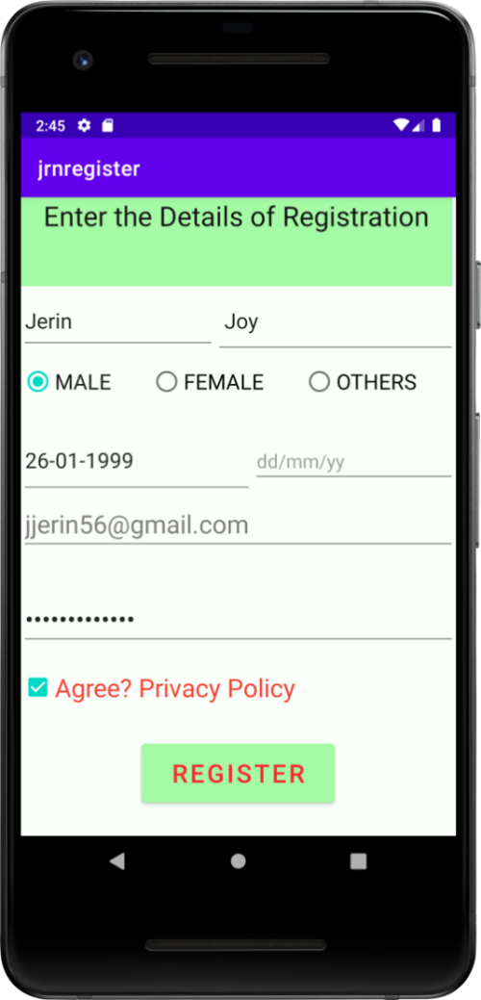 2:45
jrnregister
Enter the Details of Registration
Jerin Joy
MALE FEMALE OTHERS
26-01-1999 dd/mm/yy
jjerin56@gmail.com
•••••••••••••
Agree? Privacy Policy
REGISTER